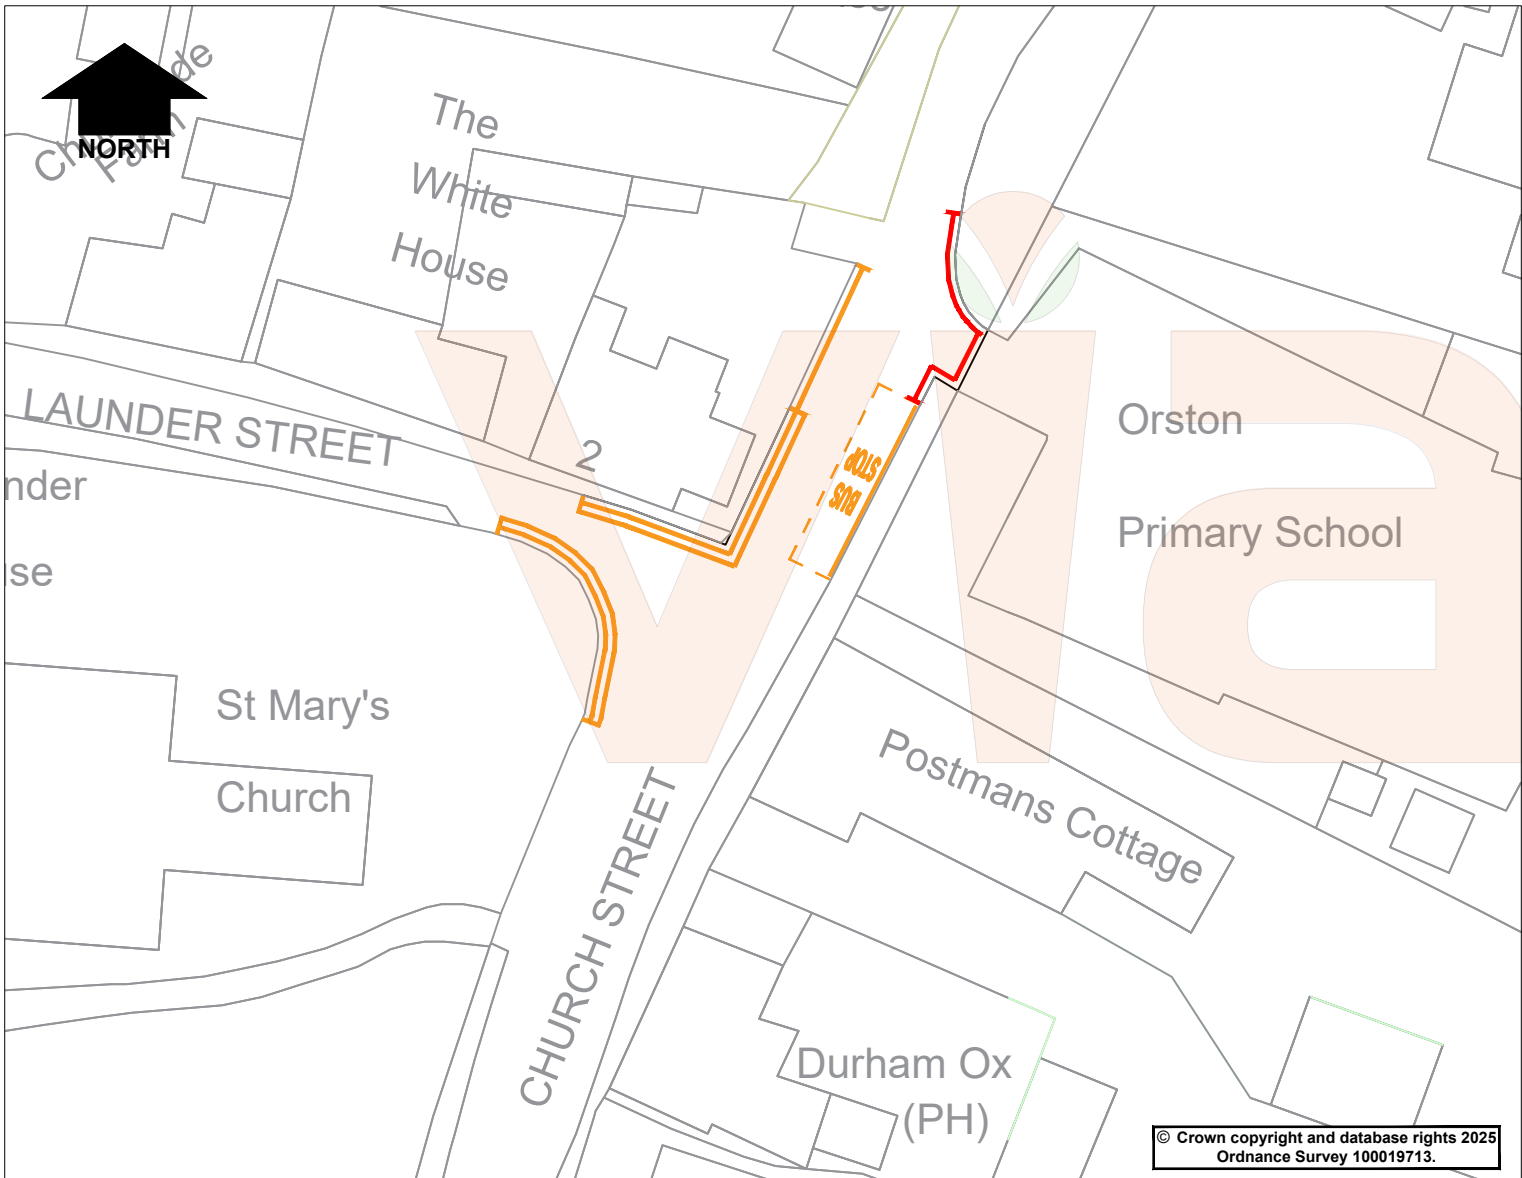 NORTH
The
White
House
LAUNDER STREET
2
nder
se
BUS
STOP
Orston
Primary School
St Mary's
Church
Postmans Cottage
CHURCH STREET
Durham Ox
(PH)
via
© Crown copyright and database rights 2025
Ordnance Survey 100019713.